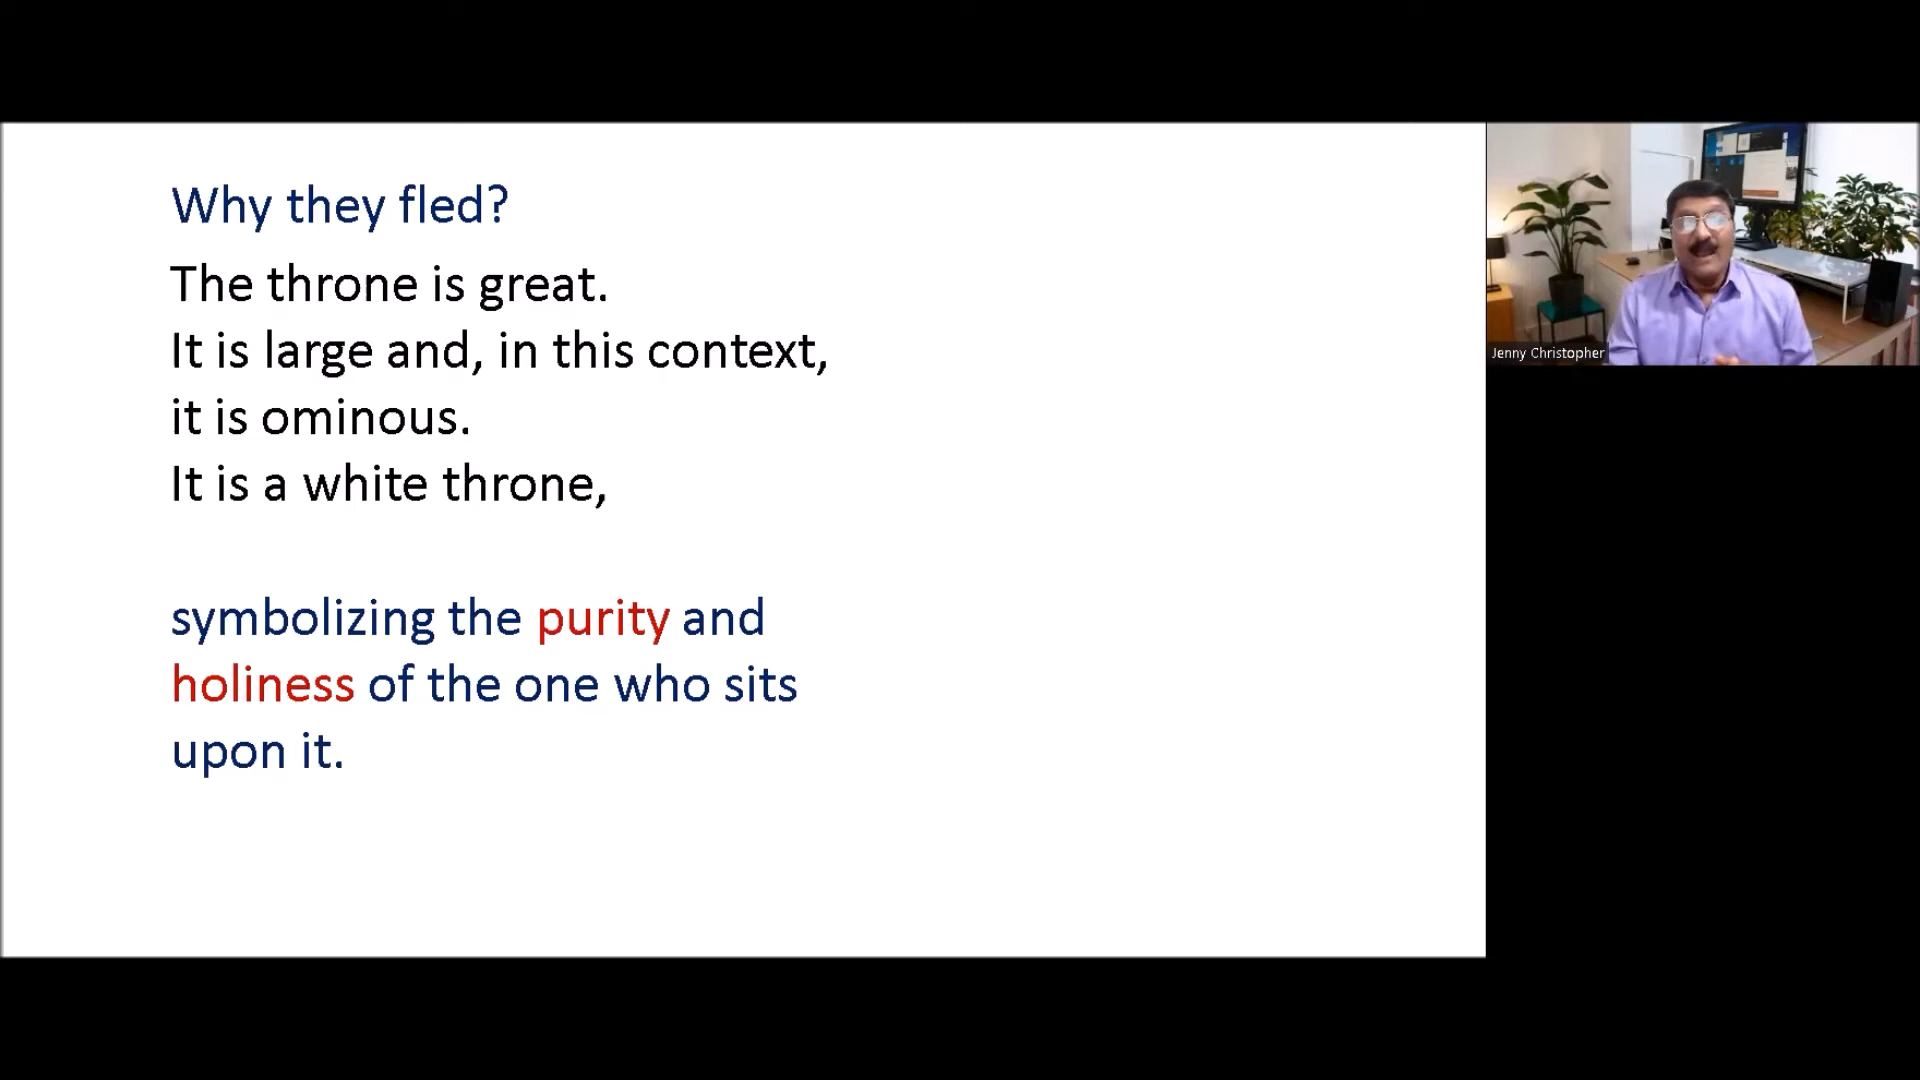 Why they fled?
The throne is great.
It is large and, in this context,
it is ominous.
It is a white throne,
symbolizing the purity and
holiness of the one who sits
upon it.
Jenny Christopher